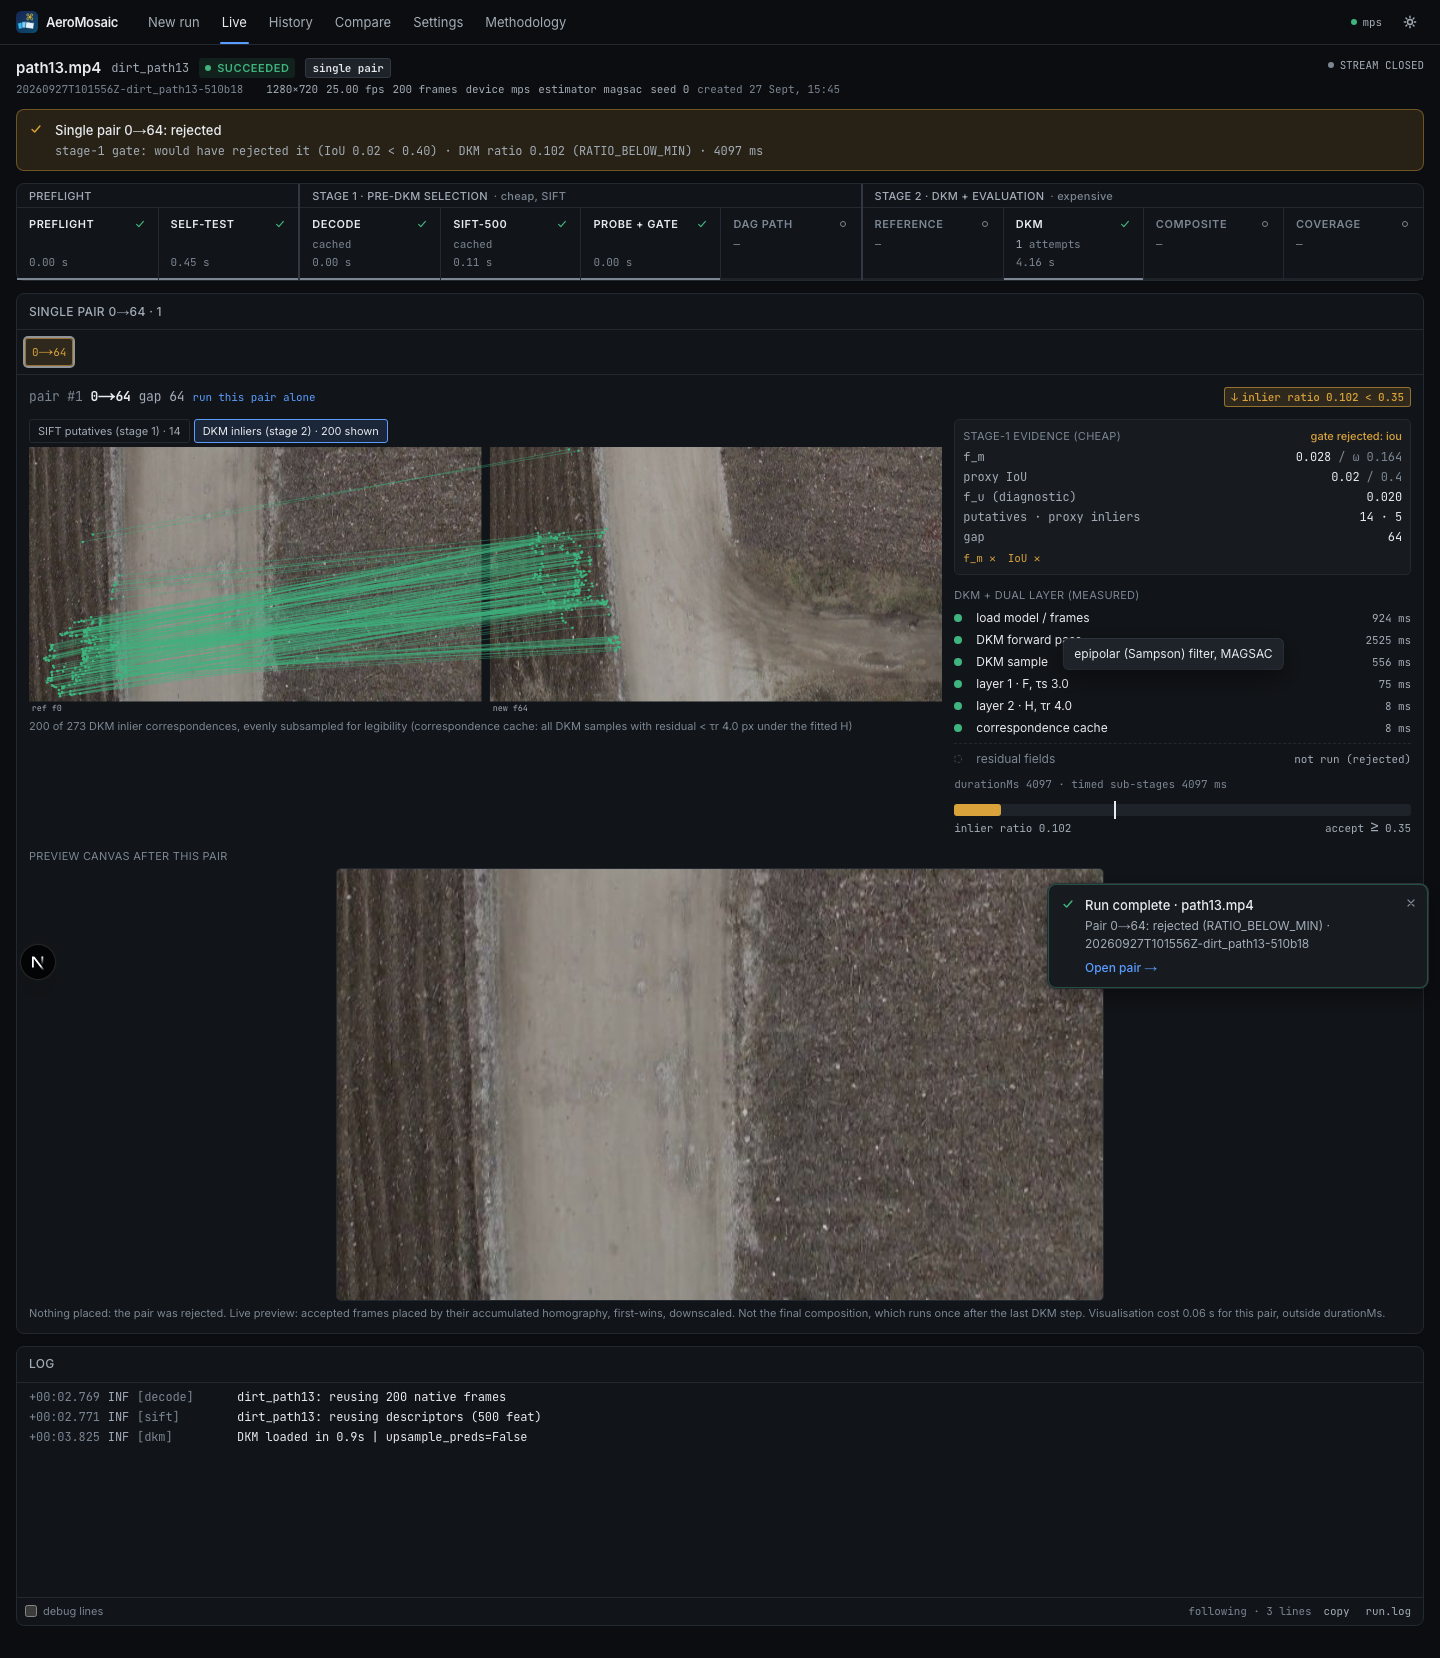 AeroMosaic New run Live History Compare Settings Methodology mps
path13.mp4 dirt_path13 SUCCEEDED single pair STREAM CLOSED
20260927T101556Z-dirt_path13-510b18 1280×720 25.00 fps 200 frames device mps estimator magsac seed 0 created 27 Sept, 15:45
Single pair 0→64: rejected
stage-1 gate: would have rejected it (IoU 0.02 < 0.40) · DKM ratio 0.102 (RATIO_BELOW_MIN) · 4097 ms
PREFLIGHT STAGE 1 · PRE-DKM SELECTION · cheap, SIFT STAGE 2 · DKM + EVALUATION · expensive
PREFLIGHT SELF-TEST DECODE SIFT-500 PROBE + GATE DAG PATH REFERENCE DKM COMPOSITE COVERAGE
cached cached — — 1 attempts — —
0.00 s 0.45 s 0.00 s 0.11 s 0.00 s 4.16 s
SINGLE PAIR 0→64 · 1
0→64
pair #1 0→64 gap 64 run this pair alone ↓ inlier ratio 0.102 < 0.35
SIFT putatives (stage 1) · 14 DKM inliers (stage 2) · 200 shown
ref f0 new f64
200 of 273 DKM inlier correspondences, evenly subsampled for legibility (correspondence cache: all DKM samples with residual < τr 4.0 px under the fitted H)
STAGE-1 EVIDENCE (CHEAP) gate rejected: iou
f_m 0.028 / ω 0.164
proxy IoU 0.02 / 0.4
f_υ (diagnostic) 0.020
putatives · proxy inliers 14 · 5
gap 64
f_m × IoU ×
DKM + DUAL LAYER (MEASURED)
load model / frames 924 ms
DKM forward pass 2525 ms
epipolar (Sampson) filter, MAGSAC
DKM sample 556 ms
layer 1 · F, τs 3.0 75 ms
layer 2 · H, τr 4.0 8 ms
correspondence cache 8 ms
residual fields not run (rejected)
durationMs 4097 · timed sub-stages 4097 ms
inlier ratio 0.102 accept ≥ 0.35
PREVIEW CANVAS AFTER THIS PAIR
Run complete · path13.mp4
Pair 0→64: rejected (RATIO_BELOW_MIN) ·
20260927T101556Z-dirt_path13-510b18
Open pair →
N
Nothing placed: the pair was rejected. Live preview: accepted frames placed by their accumulated homography, first-wins, downscaled. Not the final composition, which runs once after the last DKM step. Visualisation cost 0.06 s for this pair, outside durationMs.
LOG
+00:02.769 INF [decode] dirt_path13: reusing 200 native frames
+00:02.771 INF [sift] dirt_path13: reusing descriptors (500 feat)
+00:03.825 INF [dkm] DKM loaded in 0.9s | upsample_preds=False
debug lines following · 3 lines copy run.log